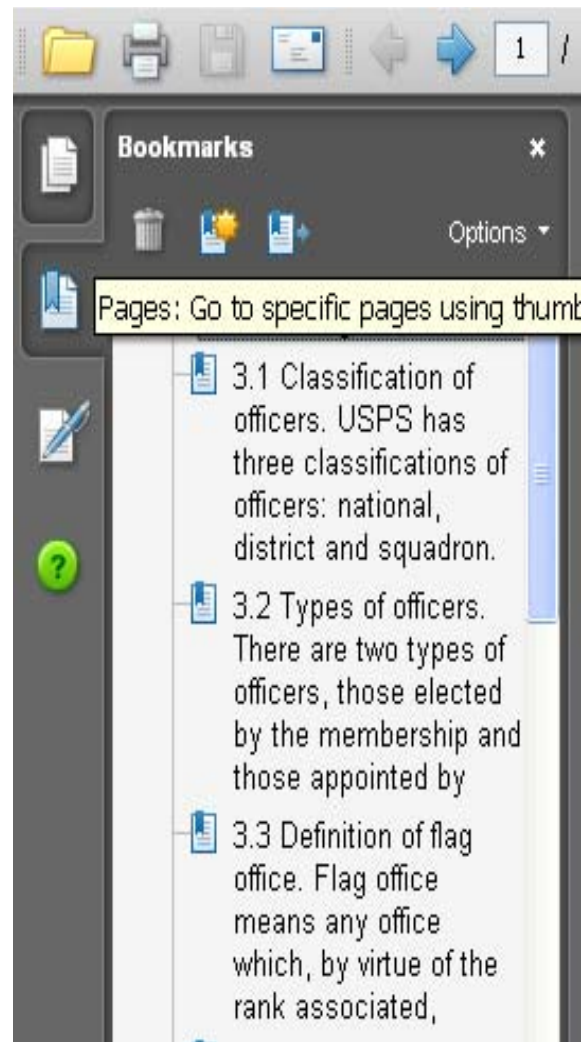 1 /
Bookmarks
Options
Pages: Go to specific pages using thumb
3.1 Classification of
officers. USPS has
three classifications of
officers: national,
district and squadron.
3.2 Types of officers.
There are two types of
officers, those elected
by the membership and
those appointed by
3.3 Definition of flag
office. Flag office
means any office
which, by virtue of the
rank associated,